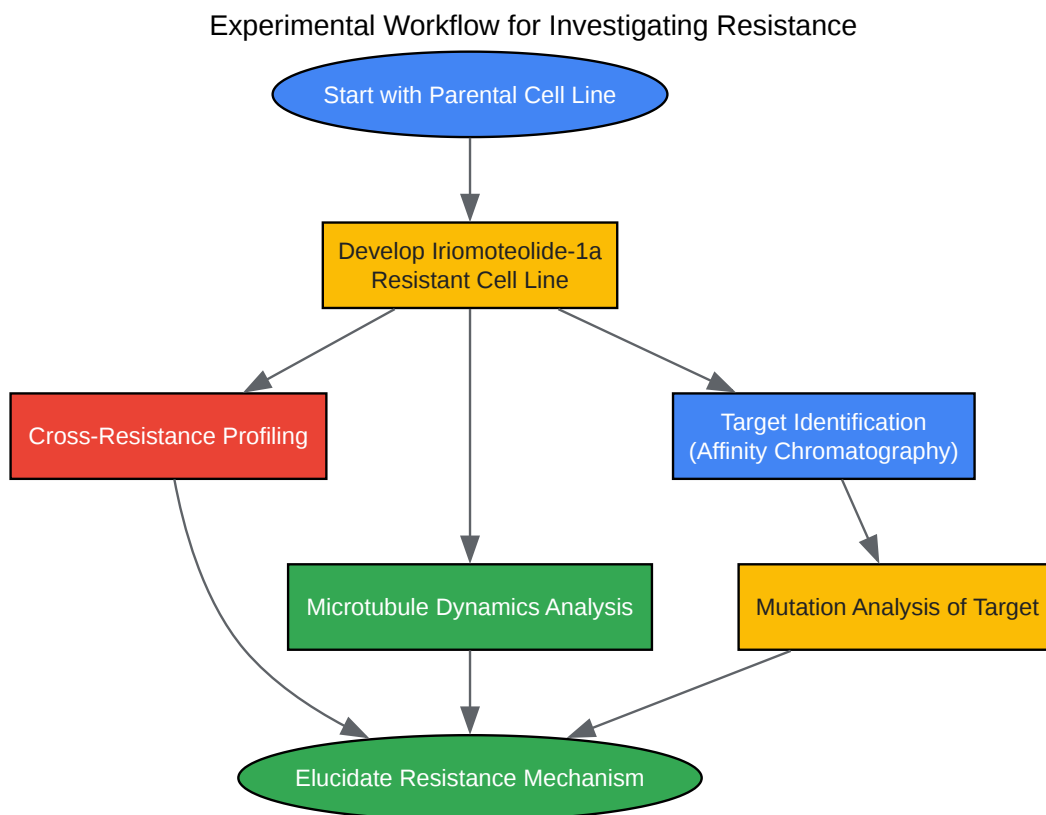 Experimental Workflow for Investigating Resistance
Start with Parental Cell Line
Develop Iriomoteolide-1a
Resistant Cell Line
Cross-Resistance Profiling
Target Identification
(Affinity Chromatography)
Microtubule Dynamics Analysis
Mutation Analysis of Target
Elucidate Resistance Mechanism